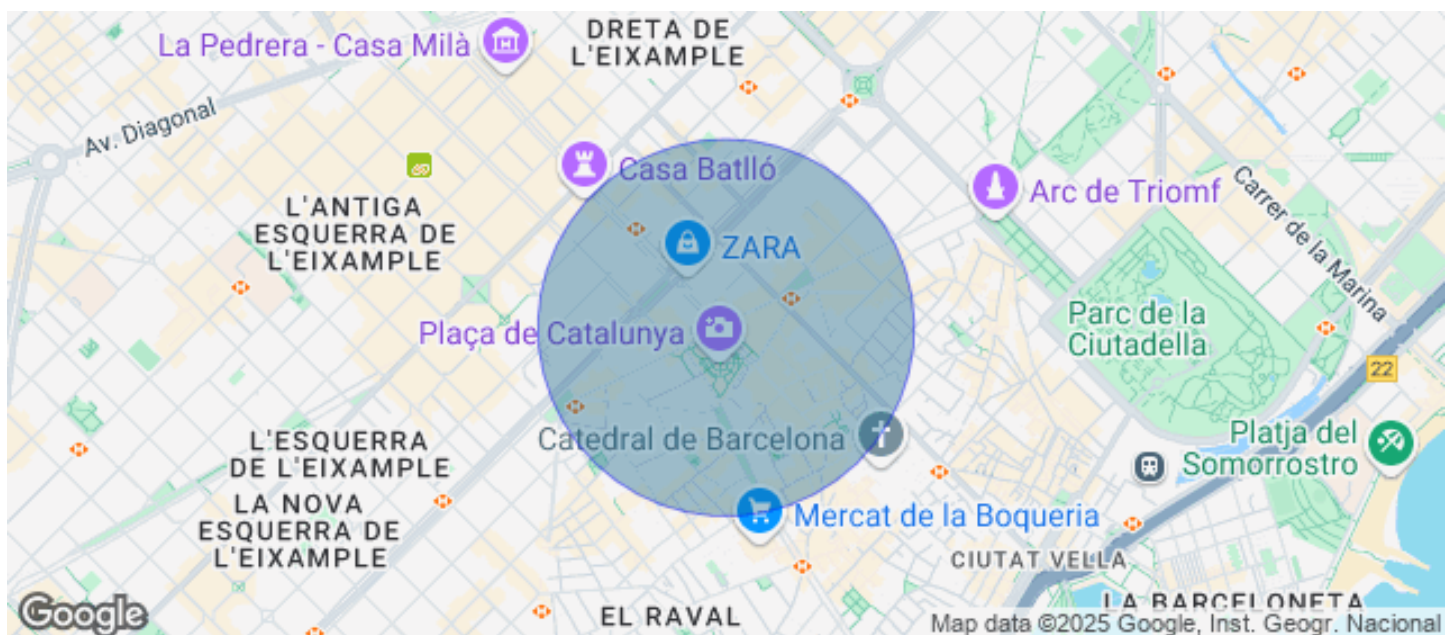 DRETA DE
L'EIXAMPLE
La Pedrera - Casa Milà
Av. Diagonal
Casa Batlló
Arc de Triomf
Carrer de la Marina
L'ANTIGA
ESQUERRA DE
L'EIXAMPLE
ZARA
Plaça de Catalunya
Parc de la
Ciutadella
22
L'ESQUERRA
DE L'EIXAMPLE
Catedral de Barcelona
Platja del
Somorrostro
LA NOVA
ESQUERRA DE
L'EIXAMPLE
Mercat de la Boqueria
CIUTAT VELLA
LA BARCELONETA
EL RAVAL
Google
Map data ©2025 Google, Inst. Geogr. Nacional